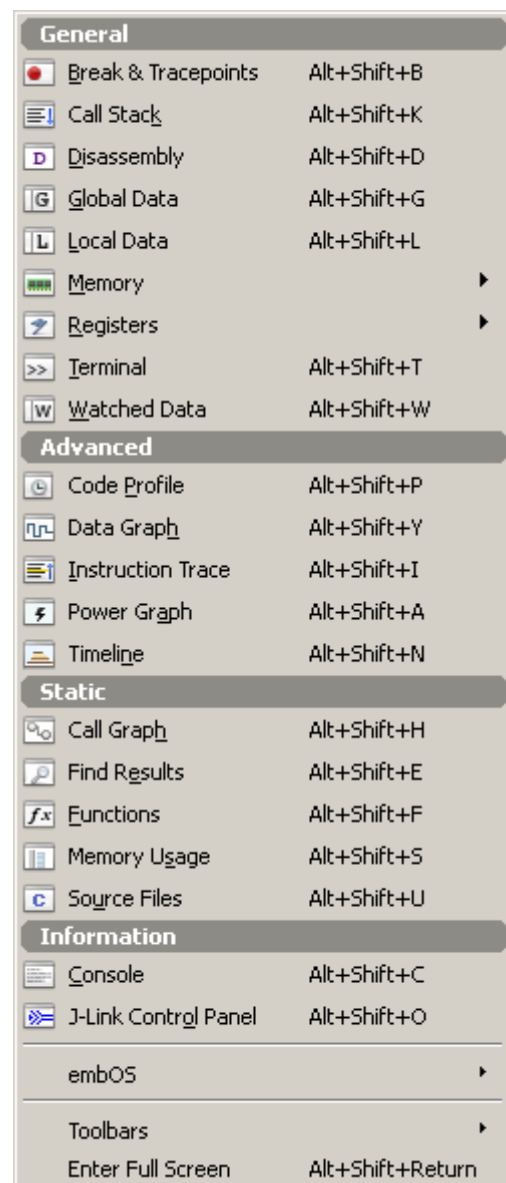 General
Break & Tracepoints Alt+Shift+B
Call Stack Alt+Shift+K
D Disassembly Alt+Shift+D
G Global Data Alt+Shift+G
L Local Data Alt+Shift+L
Memory
Registers
>> Terminal Alt+Shift+T
W Watched Data Alt+Shift+W
Advanced
Code Profile Alt+Shift+P
Data Graph Alt+Shift+Y
Instruction Trace Alt+Shift+I
Power Graph Alt+Shift+A
Timeline Alt+Shift+N
Static
Call Graph Alt+Shift+H
Find Results Alt+Shift+E
fx Functions Alt+Shift+F
Memory Usage Alt+Shift+S
C Source Files Alt+Shift+U
Information
Console Alt+Shift+C
J-Link Control Panel Alt+Shift+O
embOS
Toolbars
Enter Full Screen Alt+Shift+Return